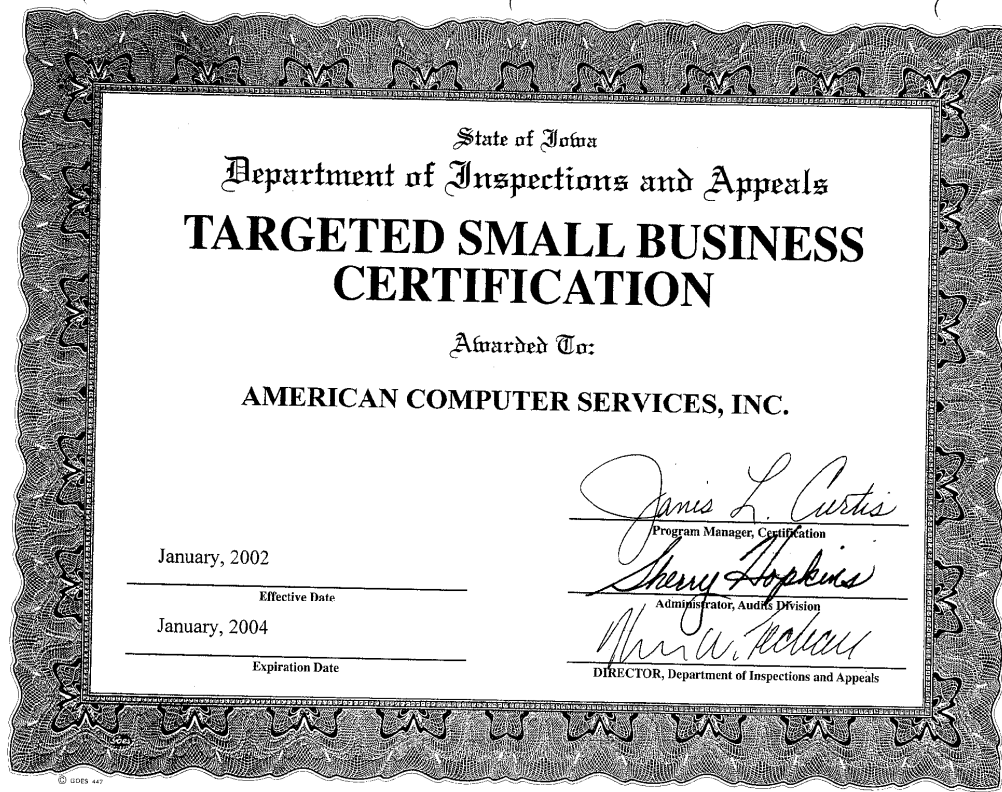 State of Iowa
Department of Inspections and Appeals
TARGETED SMALL BUSINESS
CERTIFICATION
Awarded To:
AMERICAN COMPUTER SERVICES, INC.
Janis L. Curtis
Program Manager, Certification
January, 2002
Effective Date
Sherry Hopkins
Administrator, Audits Division
January, 2004
Expiration Date
DIRECTOR, Department of Inspections and Appeals
© GOES 447